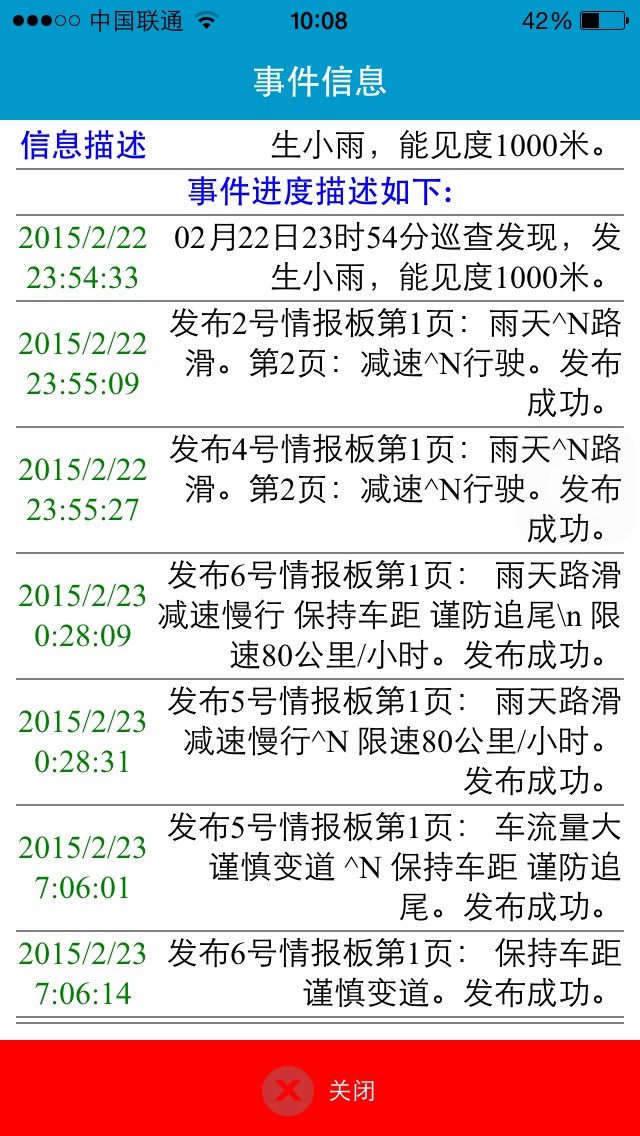 中国联通 10:08 42%
事件信息
信息描述 生小雨，能见度1000米。
事件进度描述如下:
2015/2/22 23:54:33
02月22日23时54分巡查发现，发
生小雨，能见度1000米。
2015/2/22 23:55:09
发布2号情报板第1页：雨天^N路
滑。第2页：减速^N行驶。发布
成功。
2015/2/22 23:55:27
发布4号情报板第1页：雨天^N路
滑。第2页：减速^N行驶。发布
成功。
2015/2/23 0:28:09
发布6号情报板第1页： 雨天路滑
减速慢行 保持车距 谨防追尾\n 限
速80公里/小时。发布成功。
2015/2/23 0:28:31
发布5号情报板第1页： 雨天路滑
减速慢行^N 限速80公里/小时。
发布成功。
2015/2/23 7:06:01
发布5号情报板第1页： 车流量大
谨慎变道 ^N 保持车距 谨防追
尾。发布成功。
2015/2/23 7:06:14
发布6号情报板第1页： 保持车距
谨慎变道。发布成功。
关闭